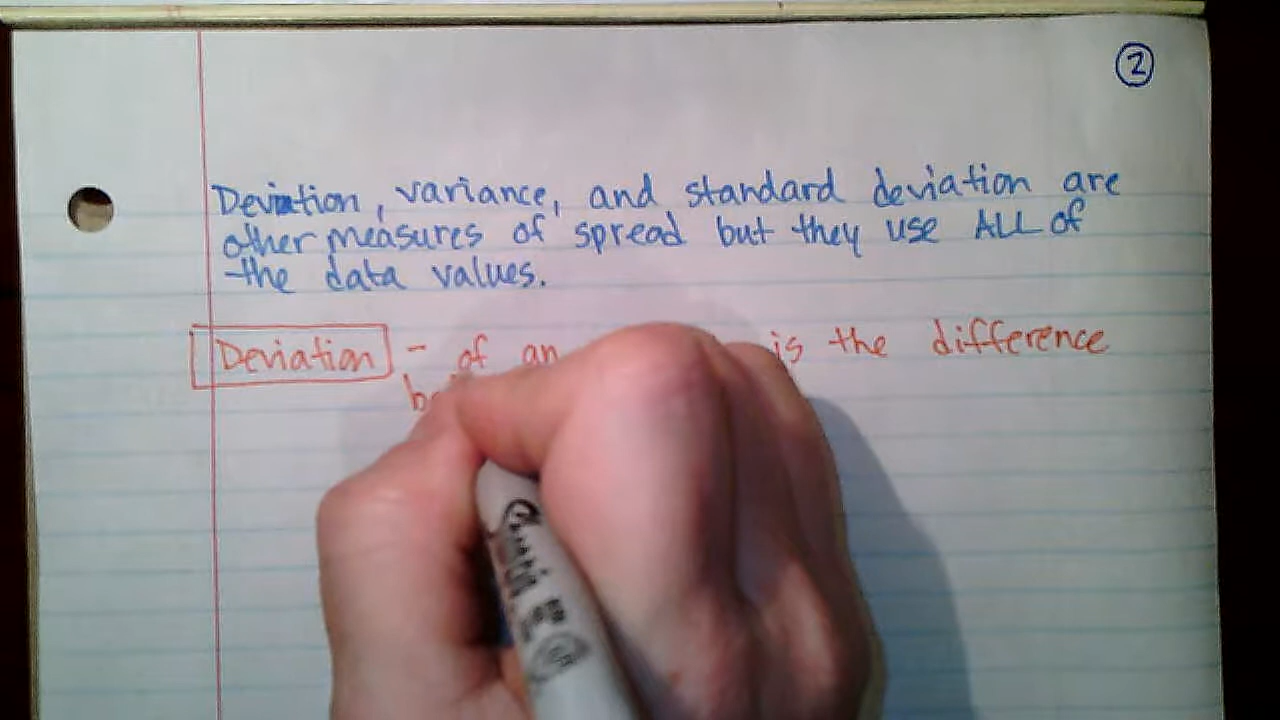 2
Deviation, variance, and standard deviation are
other measures of spread but they use ALL of
the data values.
Deviation - of an is the difference